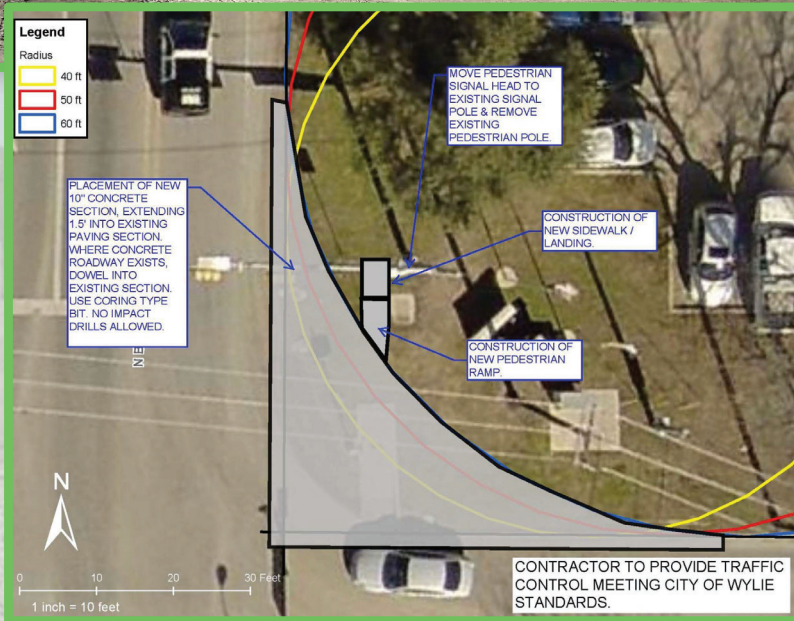 Legend
Radius
40 ft
50 ft
60 ft
MOVE PEDESTRIAN
SIGNAL HEAD TO
EXISTING SIGNAL
POLE & REMOVE
EXISTING
PEDESTRIAN POLE.
PLACEMENT OF NEW
10" CONCRETE
SECTION, EXTENDING
1.5' INTO EXISTING
PAVING SECTION.
WHERE CONCRETE
ROADWAY EXISTS,
DOWEL INTO
EXISTING SECTION.
USE CORING TYPE
BIT. NO IMPACT
DRILLS ALLOWED.
CONSTRUCTION OF
NEW SIDEWALK /
LANDING.
CONSTRUCTION OF
NEW PEDESTRIAN
RAMP.
N
0 10 20 30 Feet
1 inch = 10 feet
CONTRACTOR TO PROVIDE TRAFFIC
CONTROL MEETING CITY OF WYLIE
STANDARDS.